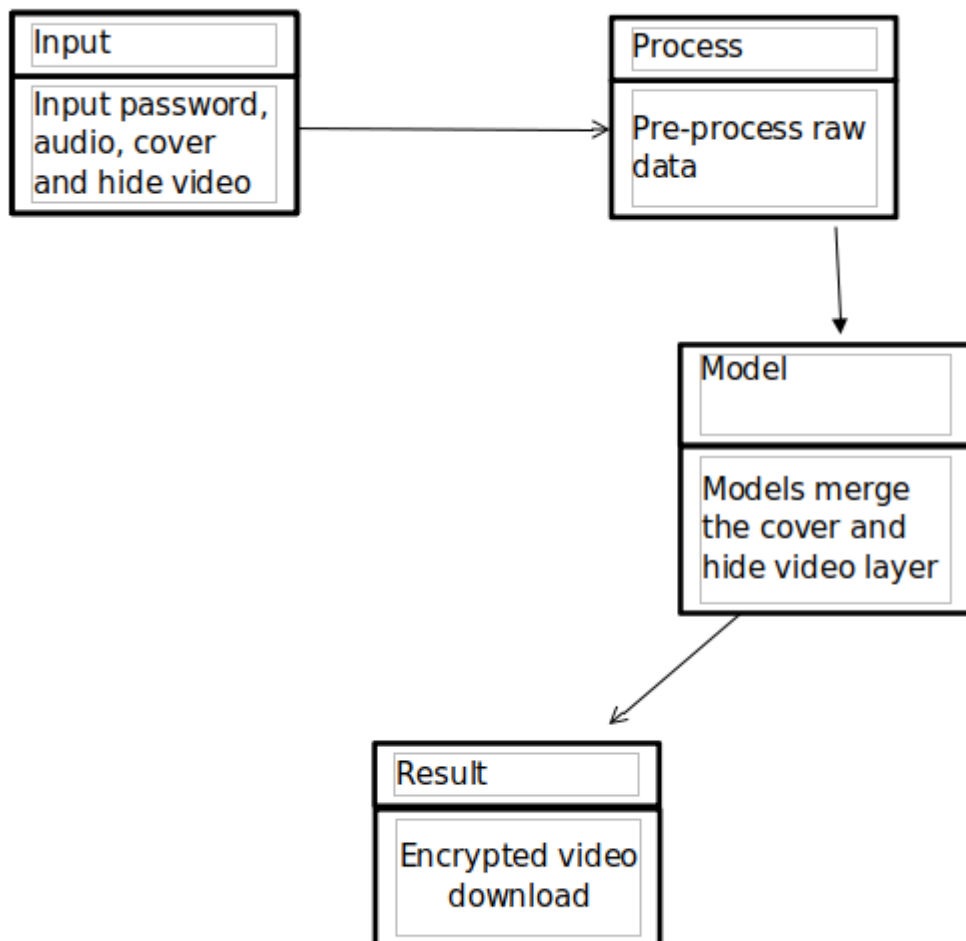 Input
Input password,
audio, cover
and hide video
Process
Pre-process raw
data
Model
Models merge
the cover and
hide video layer
Result
Encrypted video
download